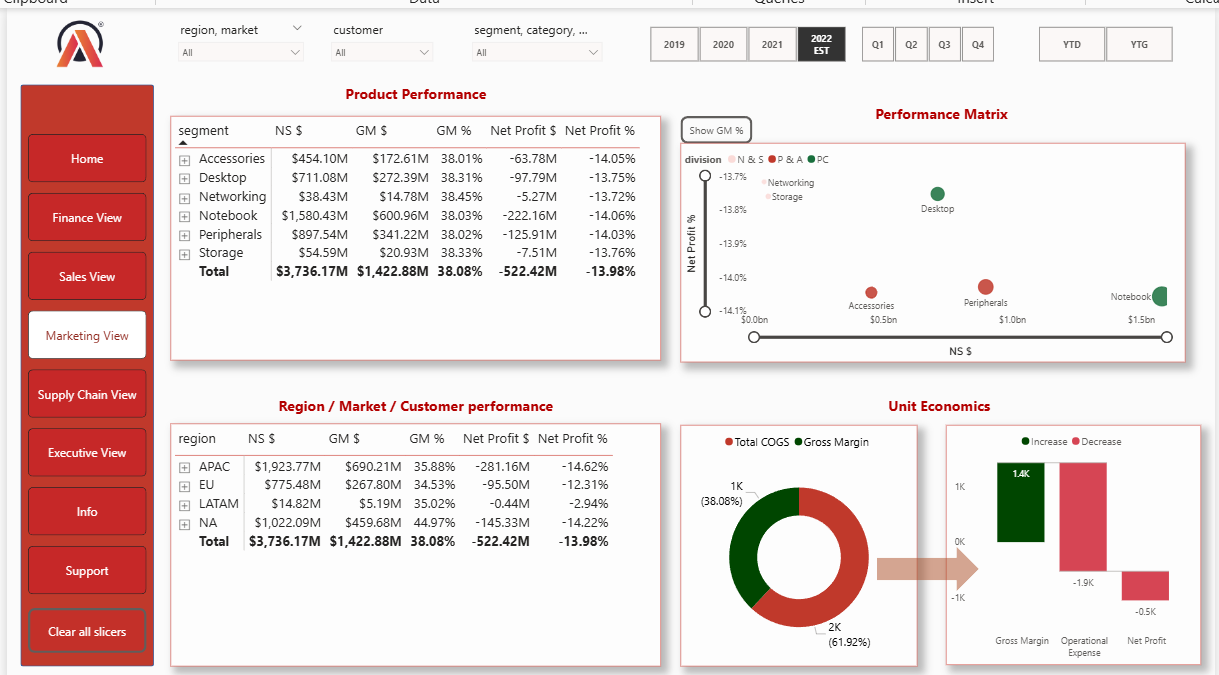 Clipboard Data Queries Insert
region, market customer segment, category, ...
All All All
2019 2020 2021 2022 EST Q1 Q2 Q3 Q4 YTD YTG
Home
Finance View
Sales View
Marketing View
Supply Chain View
Executive View
Info
Support
Clear all slicers
Product Performance
segment NS $ GM $ GM % Net Profit $ Net Profit %
Accessories $454.10M $172.61M 38.01% -63.78M -14.05%
Desktop $711.08M $272.39M 38.31% -97.79M -13.75%
Networking $38.43M $14.78M 38.45% -5.27M -13.72%
Notebook $1,580.43M $600.96M 38.03% -222.16M -14.06%
Peripherals $897.54M $341.22M 38.02% -125.91M -14.03%
Storage $54.59M $20.93M 38.33% -7.51M -13.76%
Total $3,736.17M $1,422.88M 38.08% -522.42M -13.98%
Performance Matrix
Show GM %
division N & S P & A PC
Net Profit %
-13.7%
-13.8%
-13.9%
-14.0%
-14.1%
Networking
Storage
Desktop
Accessories
Peripherals
Notebook
$0.0bn $0.5bn $1.0bn $1.5bn
NS $
Region / Market / Customer performance
region NS $ GM $ GM % Net Profit $ Net Profit %
APAC $1,923.77M $690.21M 35.88% -281.16M -14.62%
EU $775.48M $267.80M 34.53% -95.50M -12.31%
LATAM $14.82M $5.19M 35.02% -0.44M -2.94%
NA $1,022.09M $459.68M 44.97% -145.33M -14.22%
Total $3,736.17M $1,422.88M 38.08% -522.42M -13.98%
Unit Economics
Total COGS Gross Margin
1K
(38.08%)
2K
(61.92%)
Increase Decrease
1K
0K
-1K
1.4K
-1.9K
-0.5K
Gross Margin Operational Expense Net Profit